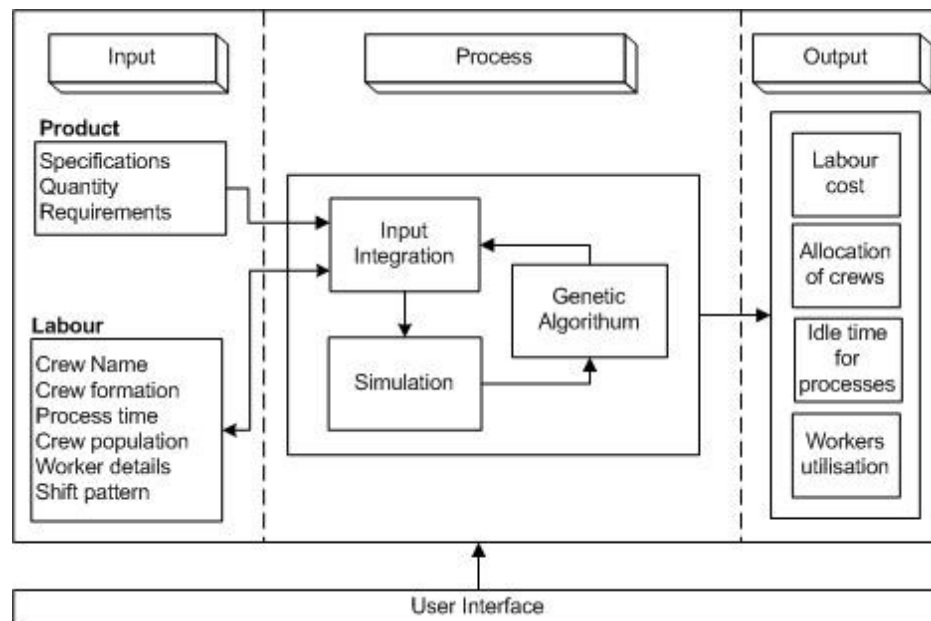 Input
Process
Output
Product
Specifications
Quantity
Requirements
Labour
Crew Name
Crew formation
Process time
Crew population
Worker details
Shift pattern
Input
Integration
Simulation
Genetic
Algorithum
Labour
cost
Allocation
of crews
Idle time
for
processes
Workers
utilisation
User Interface